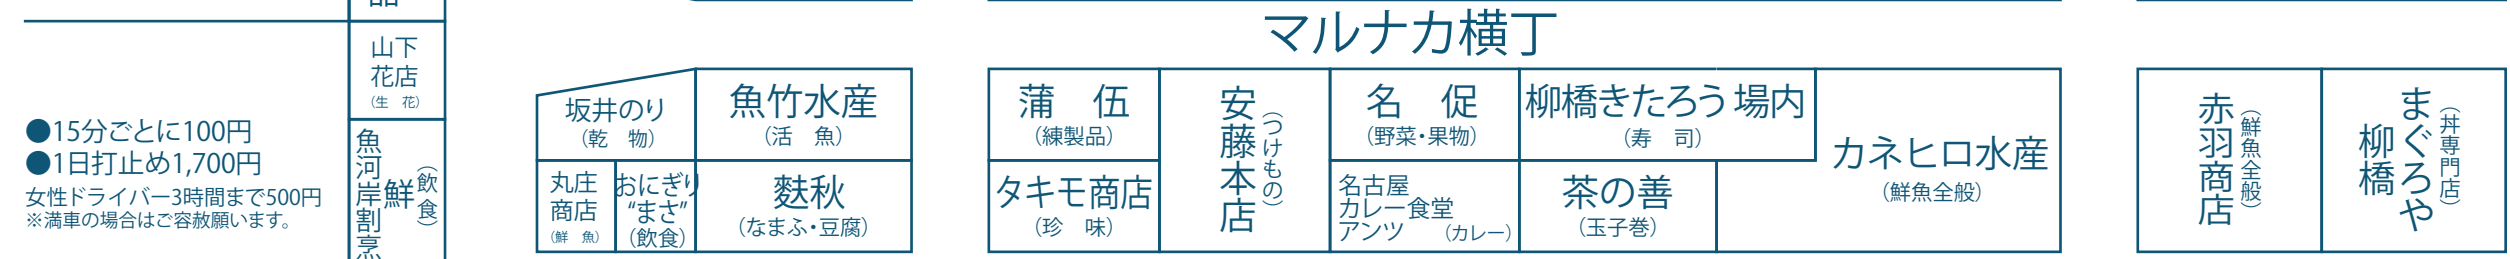 マルナカ横丁
山下
花店
(生 花)
●15分ごとに100円
●1日打止め1,700円
女性ドライバー3時間まで500円
※満車の場合はご容赦願います。
魚河岸割烹
鮮
(飲食)
坂井のり
(乾 物)
魚竹水産
(活 魚)
丸庄
商店
(鮮 魚)
おにぎり
“まさ”
(飲食)
麩秋
(なまふ・豆腐)
蒲 伍
(練製品)
タキモ商店
(珍 味)
安藤本店
(つけもの)
名 促
(野菜・果物)
名古屋
カレー食堂
アンツ (カレー)
柳橋きたろう 場内
(寿 司)
茶の善
(玉子巻)
カネヒロ水産
(鮮魚全般)
赤羽商店
(鮮魚全般)
まぐろや
柳橋
(丼専門店)